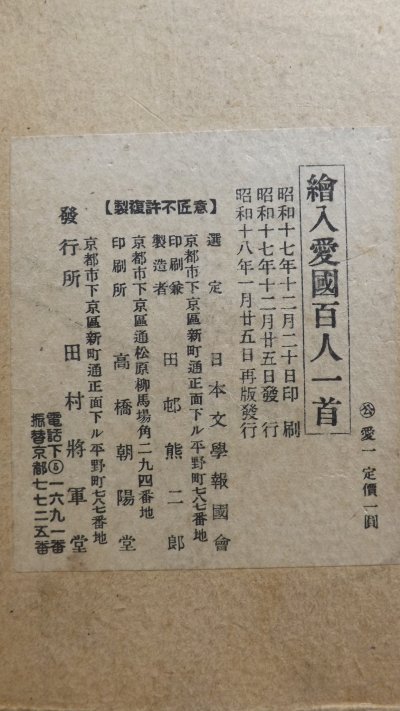 繪入愛國百人一首
㊝愛一 定價一圓
昭和十七年十二月二十日印刷
昭和十七年十二月廿五日發行
昭和十八年一月廿五日再版發行
【意匠不許復製】
選定 日本文學報國會
京都市下京區新町通正面下ル平野町七八七番地
印刷兼
製造者 田邨熊二郎
京都市下京區通松原柳馬場角二九四番地
印刷所 高橋朝陽堂
京都市下京區新町通正面下ル平野町七八七番地
發行所 田村將軍堂
電話下⑥一六九一番
振替京都七七二五番